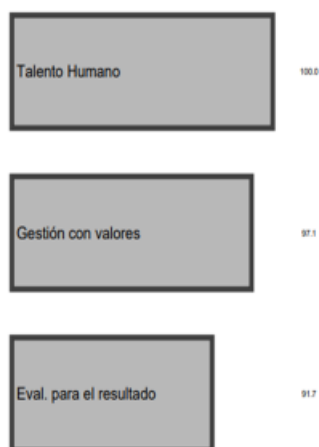 Talento Humano
100.0
Gestión con valores
97.1
Eval. para el resultado
91.7